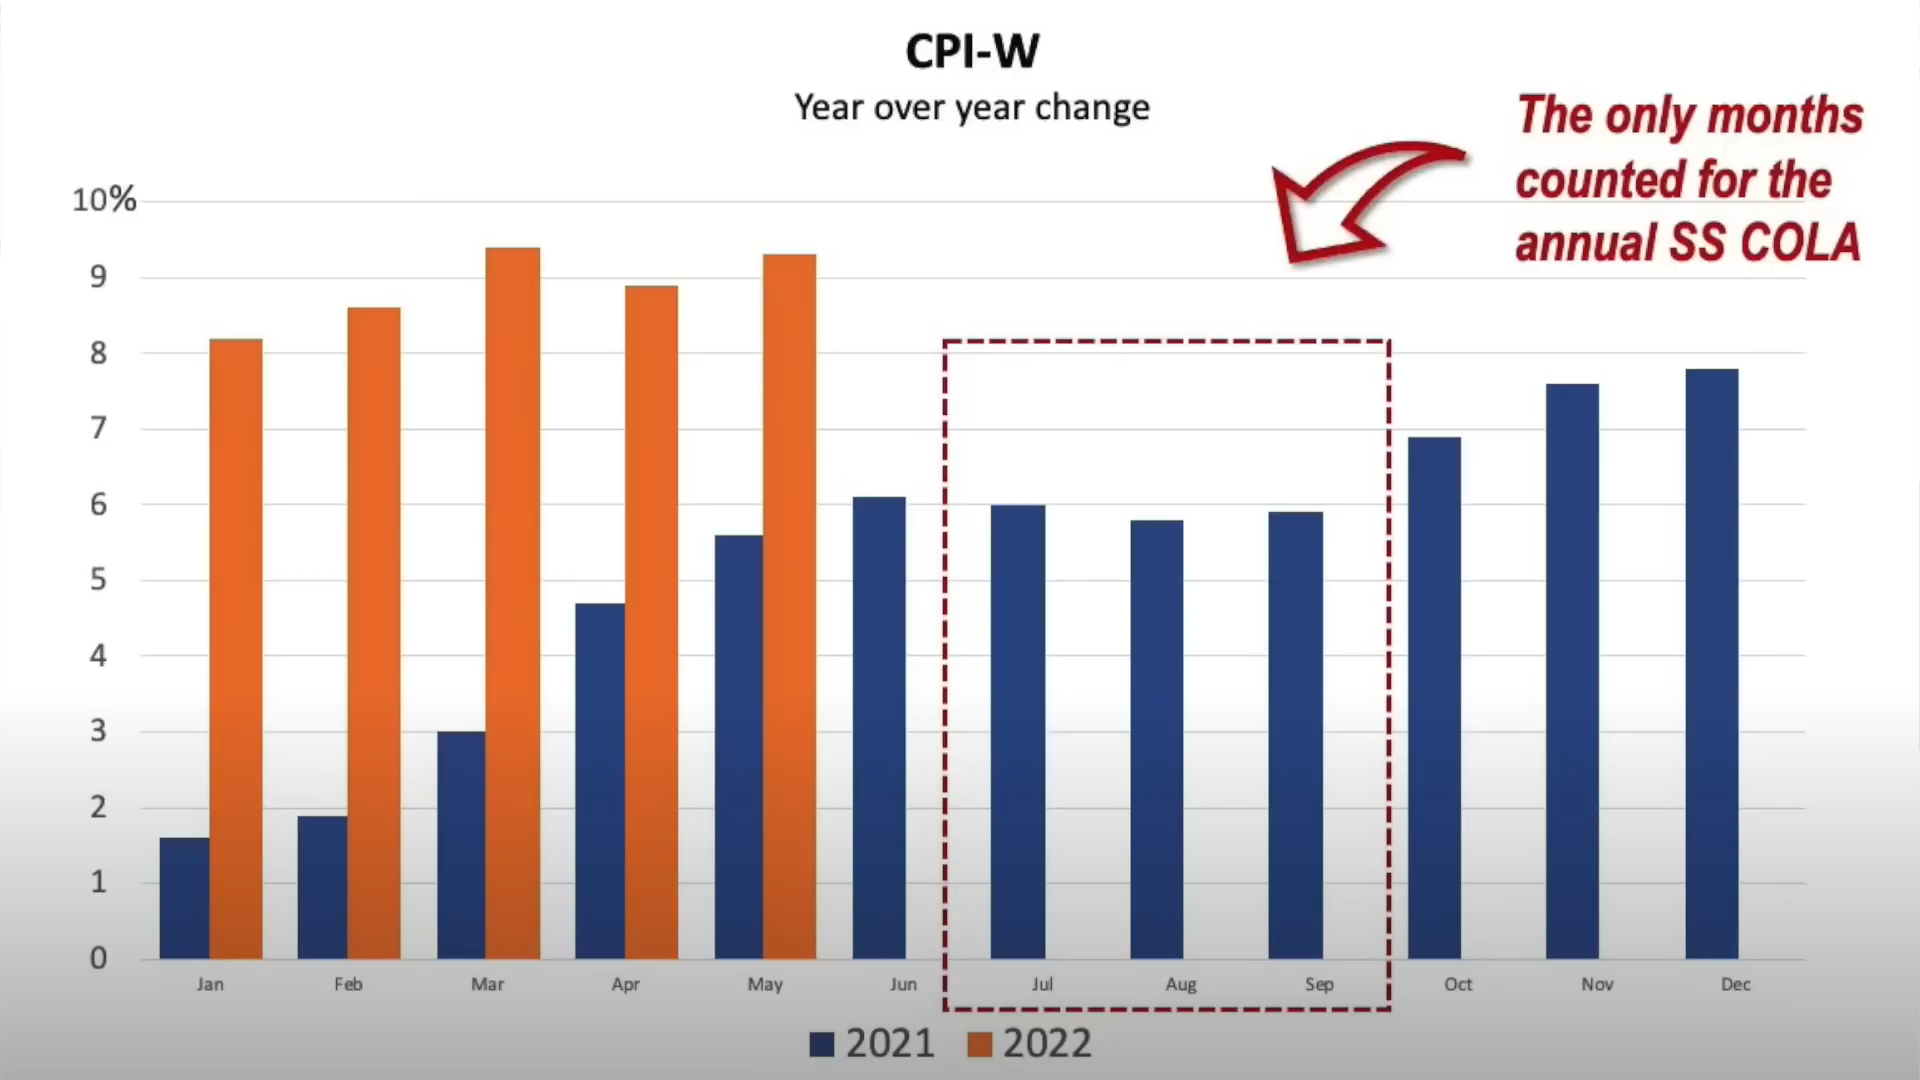 CPI-W
Year over year change
The only months
counted for the
annual SS COLA
10%
9
8
7
6
5
4
3
2
1
0
Jan Feb Mar Apr May Jun Jul Aug Sep Oct Nov Dec
2021 2022